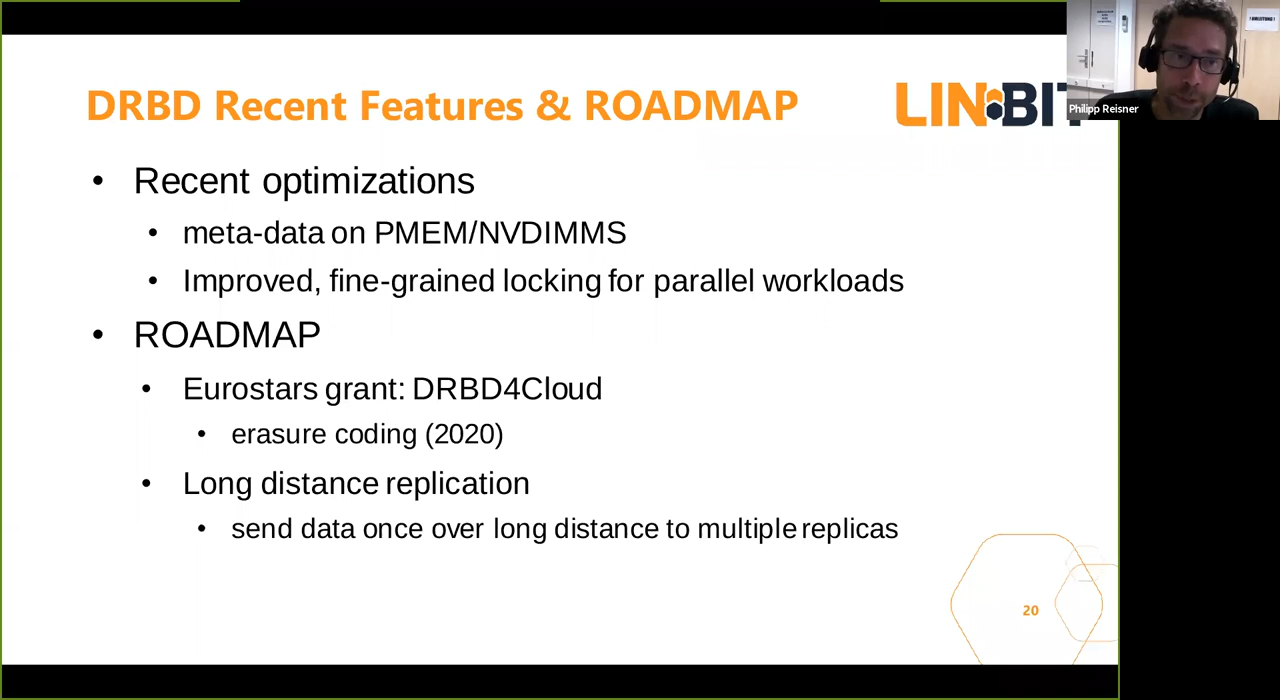 DRBD Recent Features & ROADMAP
LINBIT
Philipp Reisner
• Recent optimizations
• meta-data on PMEM/NVDIMMS
• Improved, fine-grained locking for parallel workloads
• ROADMAP
• Eurostars grant: DRBD4Cloud
• erasure coding (2020)
• Long distance replication
• send data once over long distance to multiple replicas
20